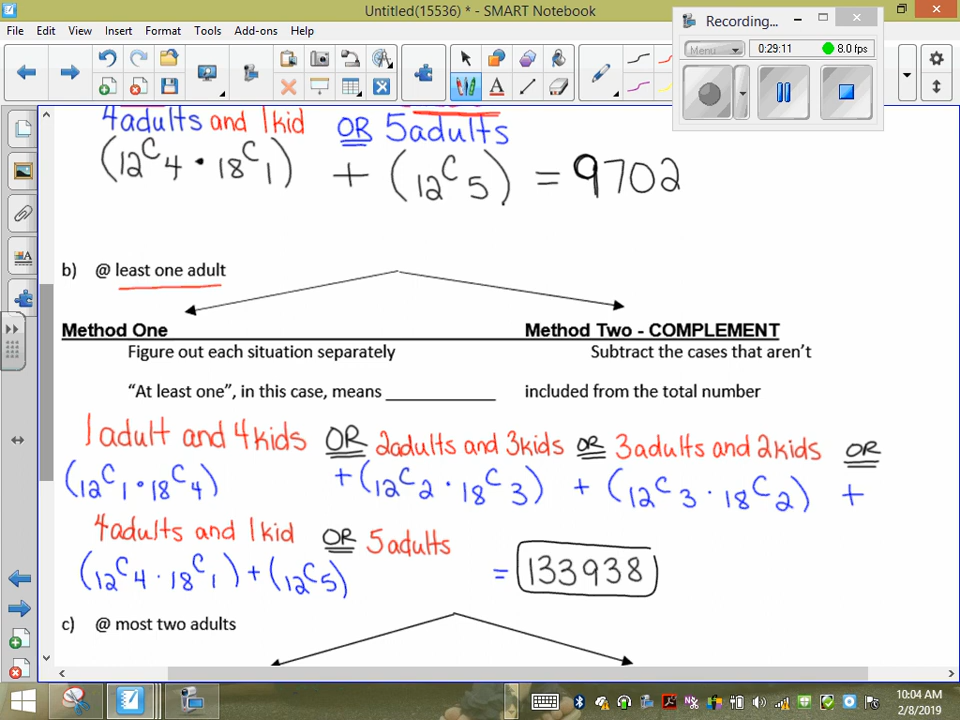 Untitled(15536) * - SMART Notebook
File Edit View Insert Format Tools Add-ons Help
Recording...
Menu 0:29:11 8.0 fps
4adults and 1kid OR 5adults
(12C4 • 18C1) + (12C5) = 9702
b) @ least one adult
Method One Method Two - COMPLEMENT
Figure out each situation separately Subtract the cases that aren't
"At least one", in this case, means __________ included from the total number
1adult and 4kids OR 2adults and 3kids OR 3adults and 2kids OR
(12C1 • 18C4) + (12C2 · 18C3) + (12C3 · 18C2) +
4adults and 1kid OR 5adults
(12C4 · 18C1) + (12C5) = 133938
c) @ most two adults
10:04 AM
2/8/2019